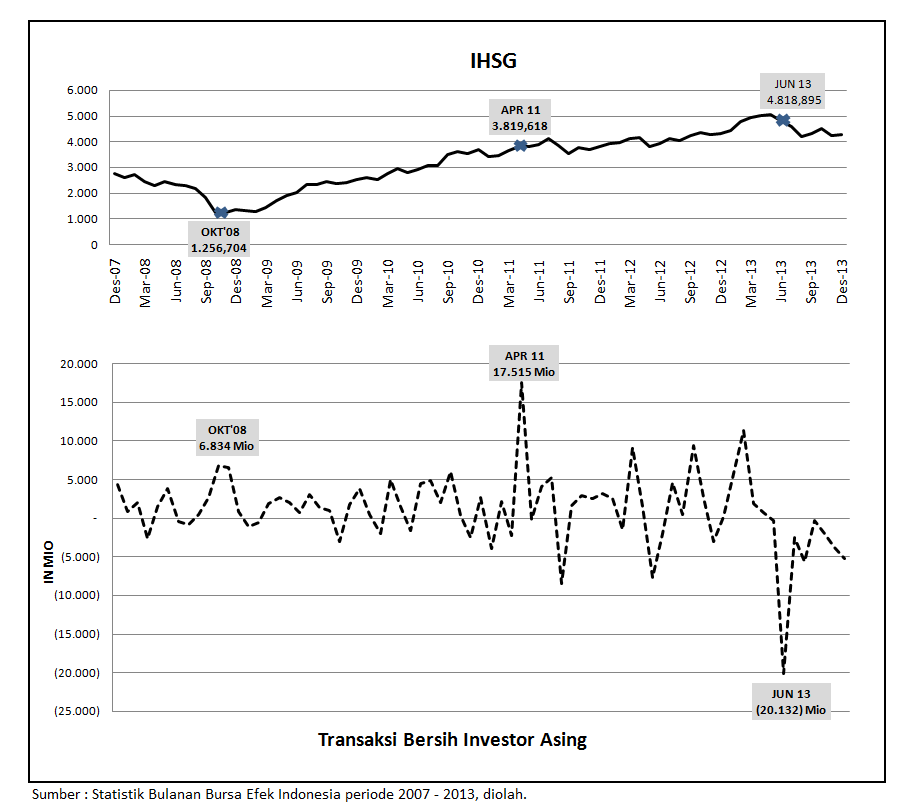 IHSG
6.000
5.000
4.000
3.000
2.000
1.000
0
OKT'08
1.256,704
APR 11
3.819,618
JUN 13
4.818,895
Des-07
Mar-08
Jun-08
Sep-08
Des-08
Mar-09
Jun-09
Sep-09
Des-09
Mar-10
Jun-10
Sep-10
Des-10
Mar-11
Jun-11
Sep-11
Des-11
Mar-12
Jun-12
Sep-12
Des-12
Mar-13
Jun-13
Sep-13
Des-13
IN MIO
20.000
15.000
10.000
5.000
-
(5.000)
(10.000)
(15.000)
(20.000)
(25.000)
OKT'08
6.834 Mio
APR 11
17.515 Mio
JUN 13
(20.132) Mio
Transaksi Bersih Investor Asing
Sumber : Statistik Bulanan Bursa Efek Indonesia periode 2007 - 2013, diolah.